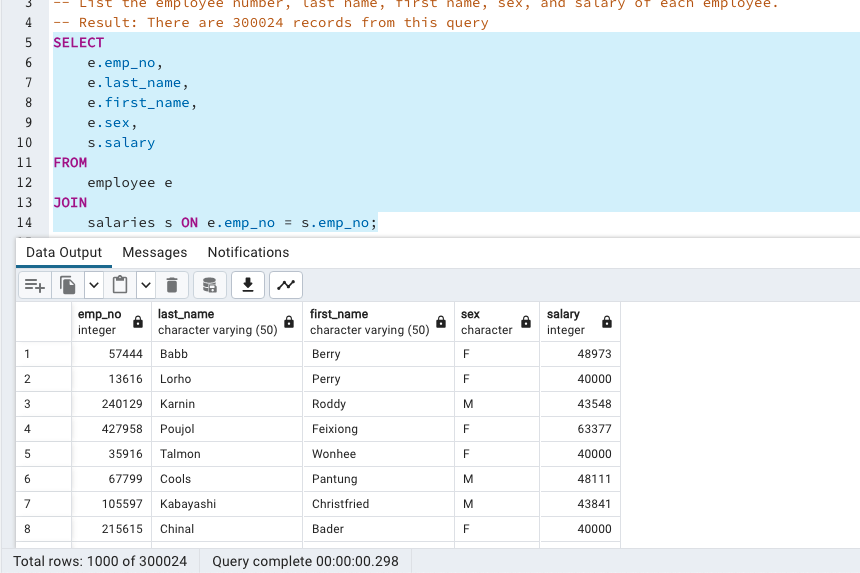 3 -- List the employee number, last name, first name, sex, and salary of each employee.
4 -- Result: There are 300024 records from this query
5 SELECT
6 e.emp_no,
7 e.last_name,
8 e.first_name,
9 e.sex,
10 s.salary
11 FROM
12 employee e
13 JOIN
14 salaries s ON e.emp_no = s.emp_no;
Data Output Messages Notifications
emp_no last_name first_name sex salary
integer character varying (50) character varying (50) character integer
1 57444 Babb Berry F 48973
2 13616 Lorho Perry F 40000
3 240129 Karnin Roddy M 43548
4 427958 Poujol Feixiong F 63377
5 35916 Talmon Wonhee F 40000
6 67799 Cools Pantung M 48111
7 105597 Kabayashi Christfried M 43841
8 215615 Chinal Bader F 40000
Total rows: 1000 of 300024 Query complete 00:00:00.298